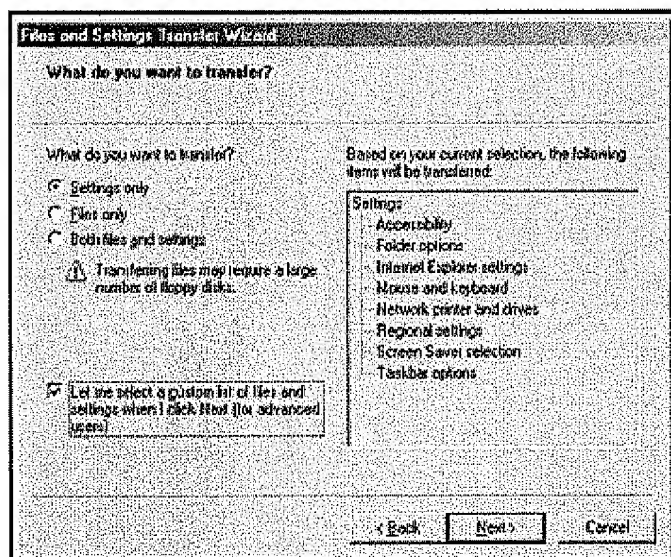 Files and Settings Transfer Wizard
What do you want to transfer?
What do you want to transfer?
Settings only
Files only
Both files and settings
Transferring files may require a large
number of floppy disks.
Let me select a custom list of files and
settings when I click Next (for advanced
users)
Based on your current selection, the following
items will be transferred:
Settings
Accessibility
Folder options
Internet Explorer settings
Mouse and keyboard
Network printer and drives
Regional settings
Screen Saver selection
Taskbar options
< Back
Next >
Cancel